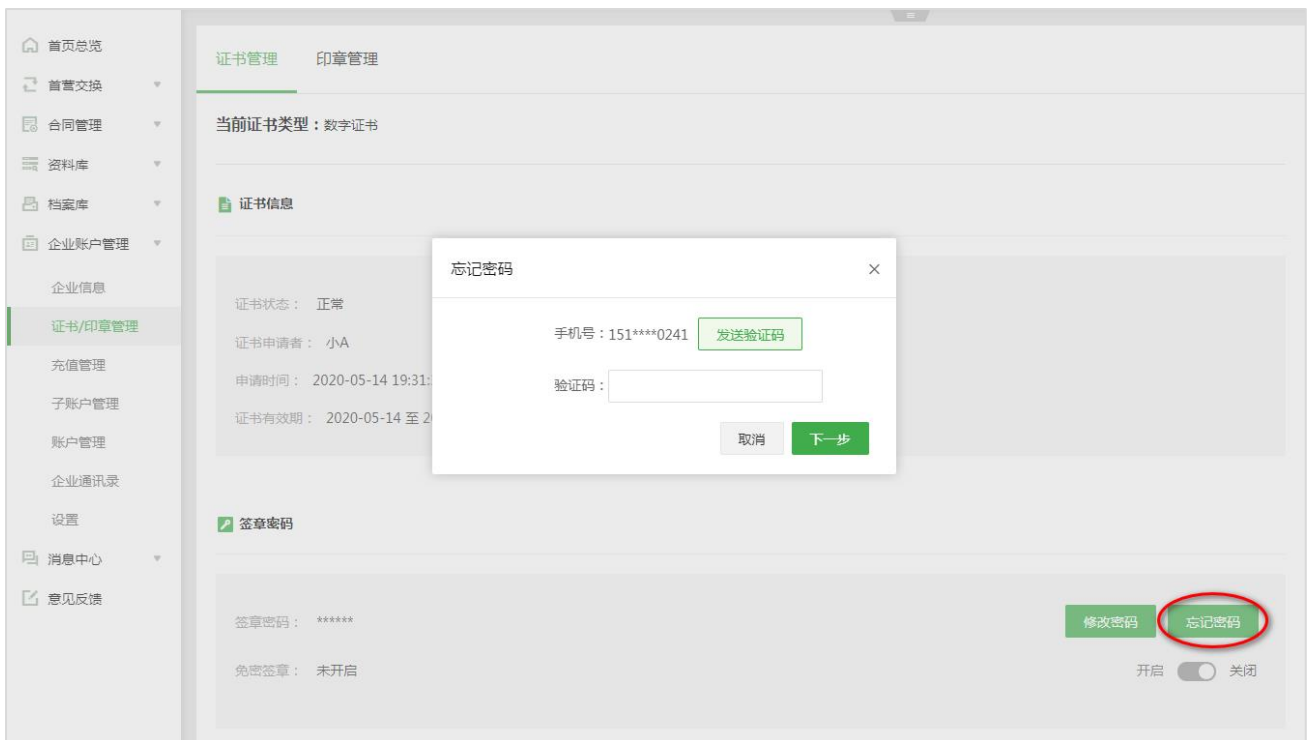 首页总览
首营交换
合同管理
资料库
档案库
企业账户管理
企业信息
证书/印章管理
充值管理
子账户管理
账户管理
企业通讯录
设置
消息中心
意见反馈
证书管理 印章管理
当前证书类型：数字证书
证书信息
证书状态： 正常
证书申请者： 小A
申请时间： 2020-05-14 19:31:
证书有效期： 2020-05-14 至 2
忘记密码 ×
手机号：151****0241 发送验证码
验证码：
取消 下一步
签章密码
签章密码： ****** 修改密码 忘记密码
免密签章： 未开启 开启 关闭